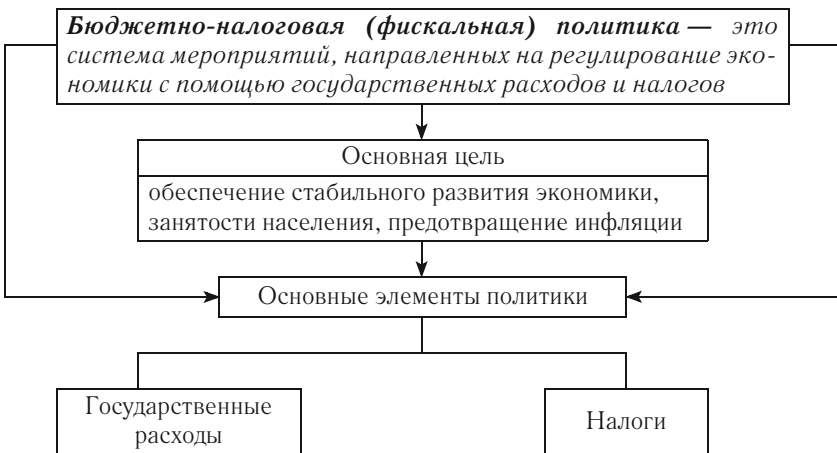 Бюджетно-налоговая (фискальная) политика — это
система мероприятий, направленных на регулирование эко-
номики с помощью государственных расходов и налогов
Основная цель
обеспечение стабильного развития экономики,
занятости населения, предотвращение инфляции
Основные элементы политики
Государственные
расходы
Налоги